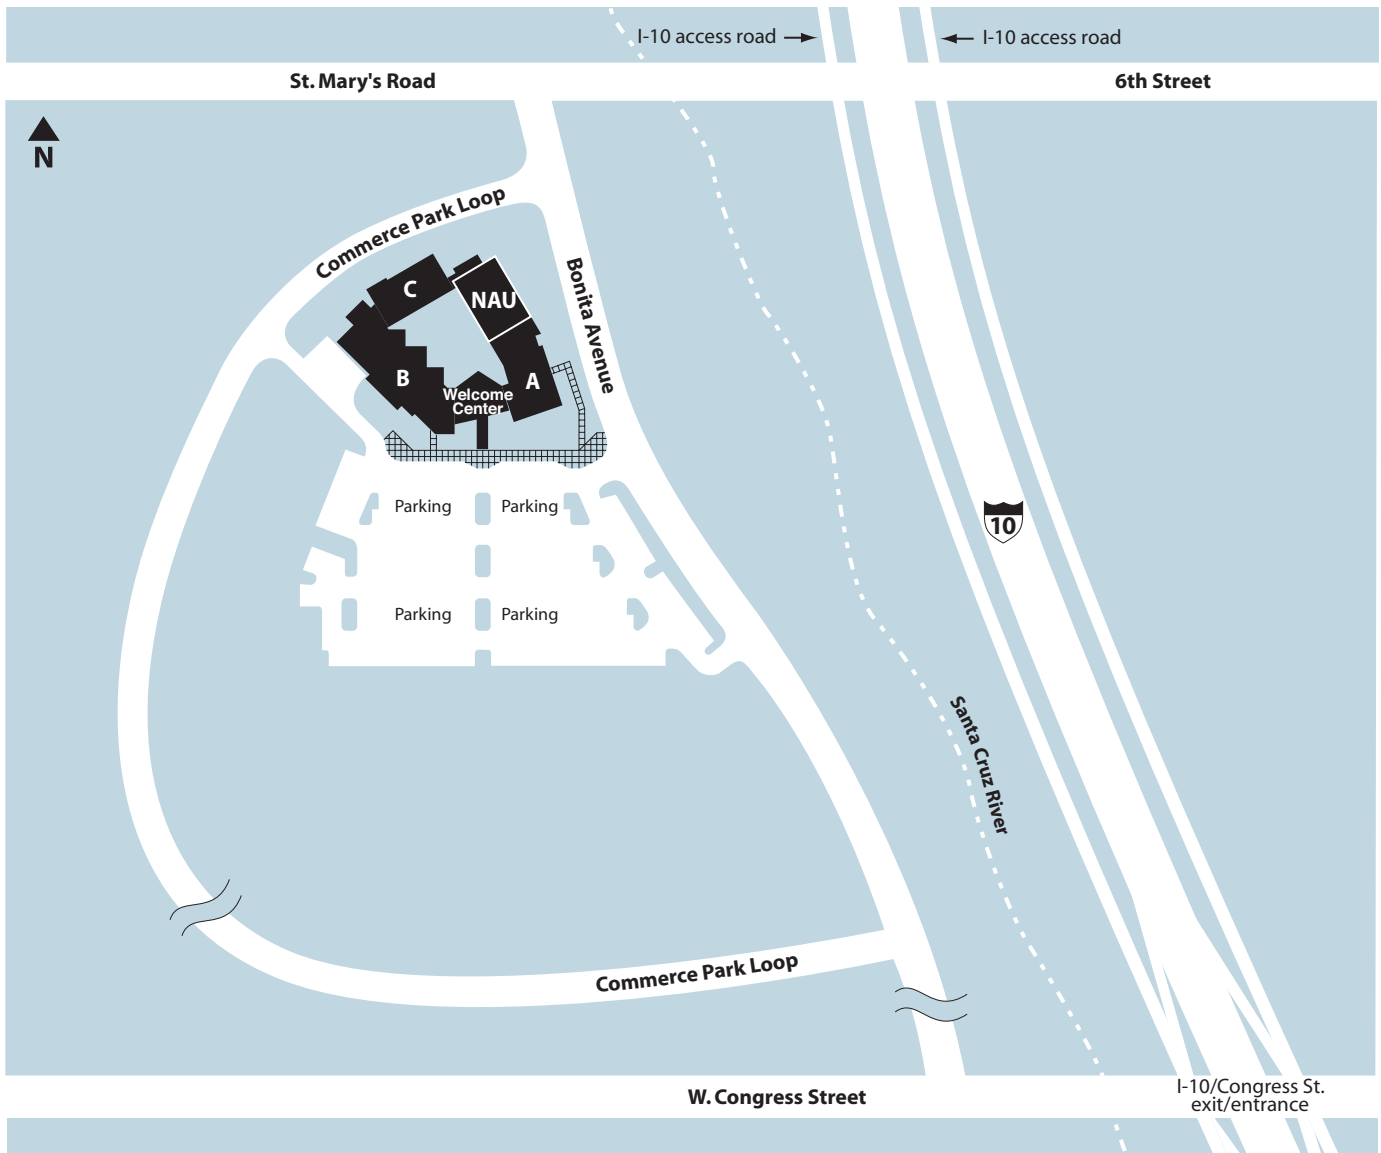 I-10 access road
I-10 access road
St. Mary's Road
6th Street
N
Commerce Park Loop
Bonita Avenue
C
NAU
B
A
Welcome
Center
Parking
Parking
10
Parking
Parking
Santa Cruz River
Commerce Park Loop
W. Congress Street
I-10/Congress St.
exit/entrance